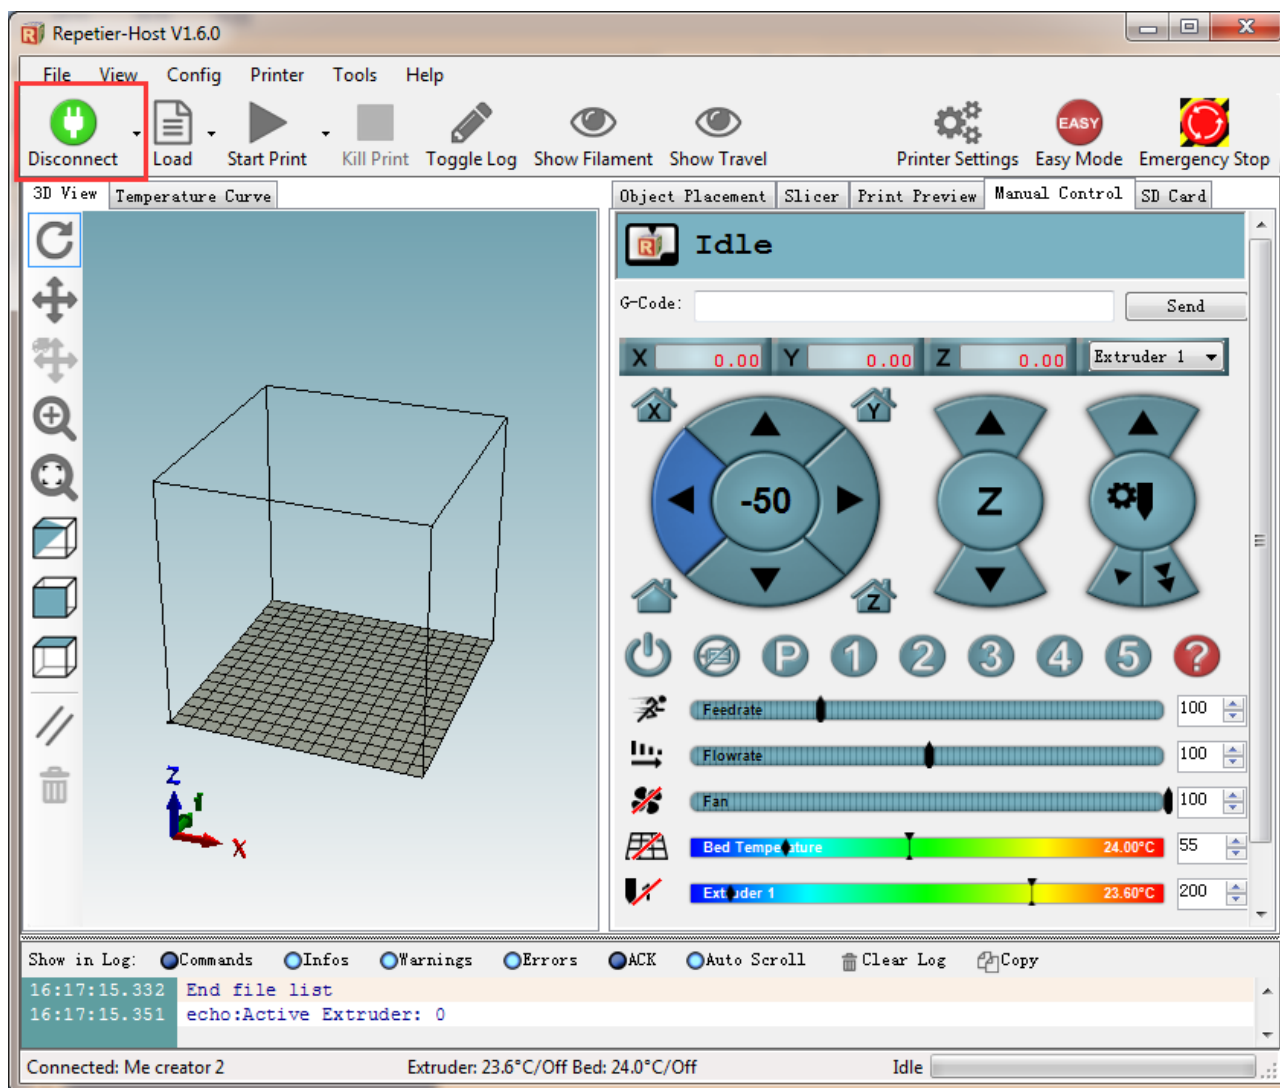 Repetier-Host V1.6.0
File View Config Printer Tools Help
Disconnect Load Start Print Kill Print Toggle Log Show Filament Show Travel Printer Settings EASY Easy Mode Emergency Stop
3D View Temperature Curve
Object Placement Slicer Print Preview Manual Control SD Card
R Idle
G-Code: Send
X 0.00 Y 0.00 Z 0.00 Extruder 1
X Y
-50 Z
Z
P 1 2 3 4 5 ?
Feedrate 100
Flowrate 100
Fan 100
Bed Temperature 24.00°C 55
1 Extruder 1 23.60°C 200
Z
Y
X
Show in Log: Commands Infos Warnings Errors ACK Auto Scroll Clear Log Copy
16:17:15.332 End file list
16:17:15.351 echo:Active Extruder: 0
Connected: Me creator 2 Extruder: 23.6°C/Off Bed: 24.0°C/Off Idle